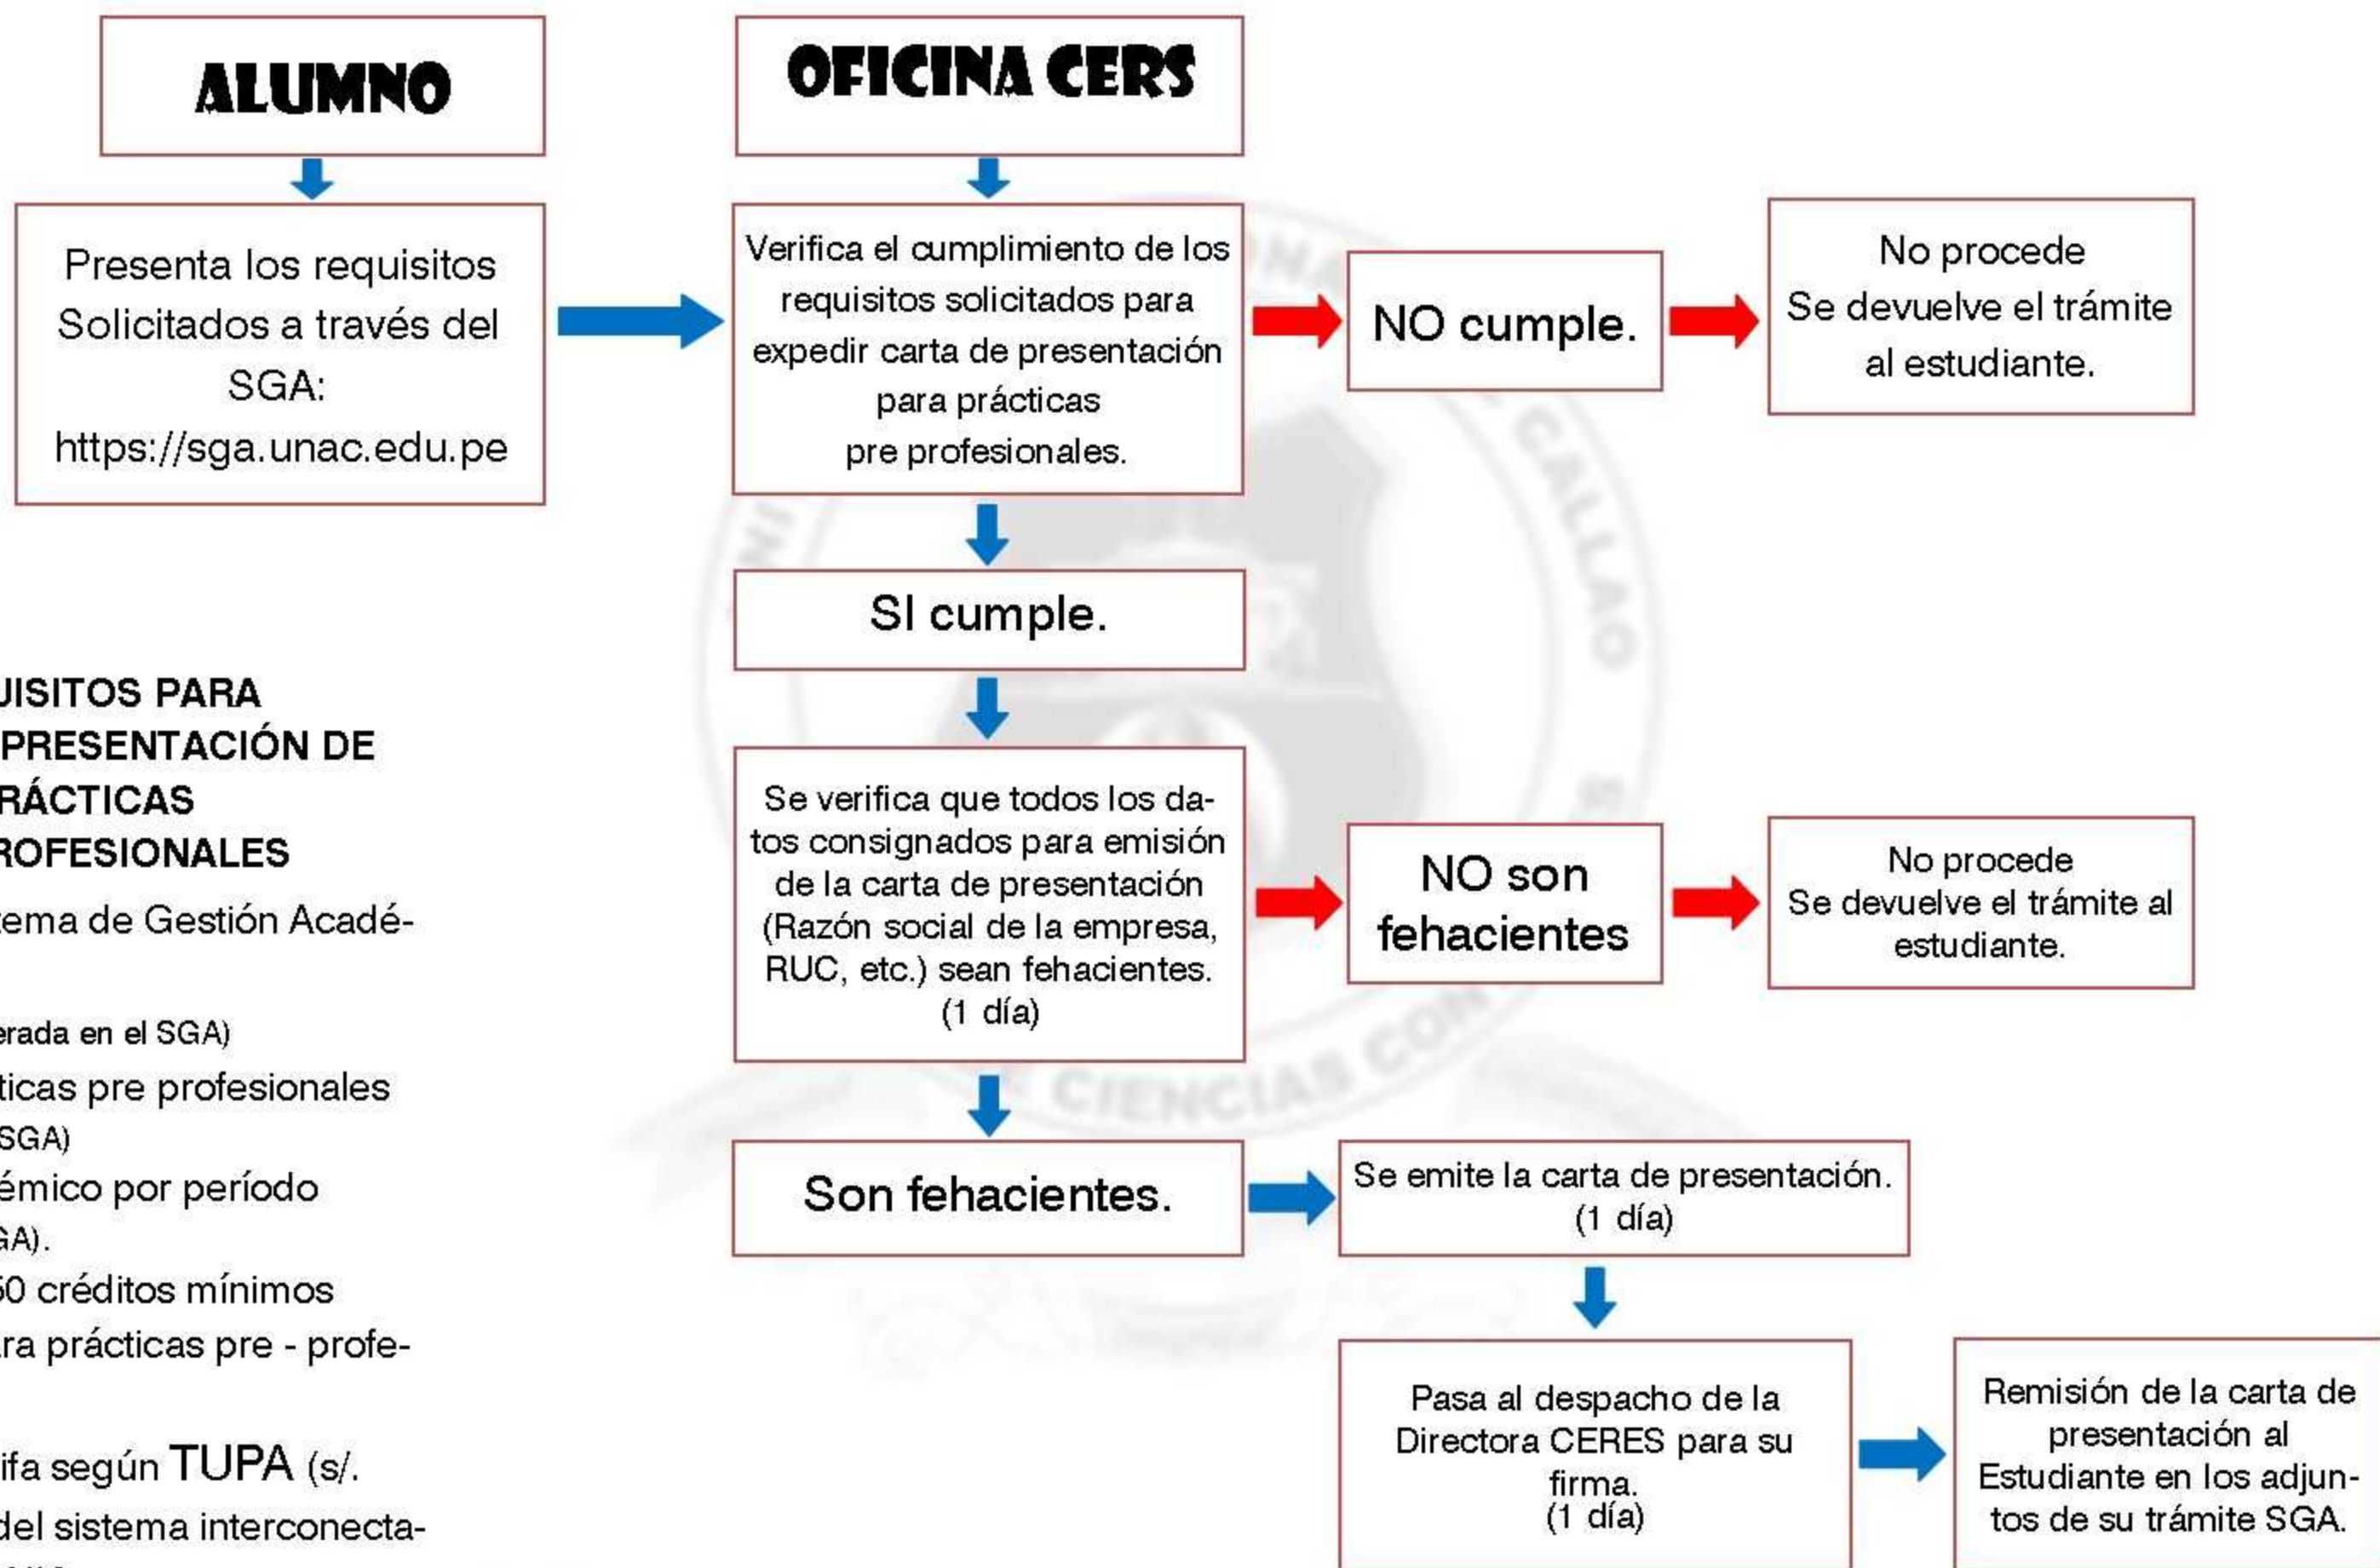 ALUMNO
OFICINA CERS
Presenta los requisitos
Solicitados a través del
SGA:
https://sga.unac.edu.pe
Verifica el cumplimiento de los
requisitos solicitados para
expedir carta de presentación
para prácticas
pre profesionales.
NO cumple.
No procede
Se devuelve el trámite
al estudiante.
SI cumple.
Se verifica que todos los da-
tos consignados para emisión
de la carta de presentación
(Razón social de la empresa,
RUC, etc.) sean fehacientes.
(1 día)
NO son
fehacientes
No procede
Se devuelve el trámite al
estudiante.
Son fehacientes.
Se emite la carta de presentación.
(1 día)
Pasa al despacho de la
Directora CERES para su
firma.
(1 día)
Remisión de la carta de
presentación al
Estudiante en los adjun-
tos de su trámite SGA.
UISITOS PARA
PRESENTACIÓN DE
RÁCTICAS
ROFESIONALES
tema de Gestión Acadé-
erada en el SGA)
ticas pre profesionales
SGA)
émico por período
GA).
50 créditos mínimos
ra prácticas pre - profe-
ifa según TUPA (s/.
del sistema interconecta-
CALLAO
CIENCIAS CON